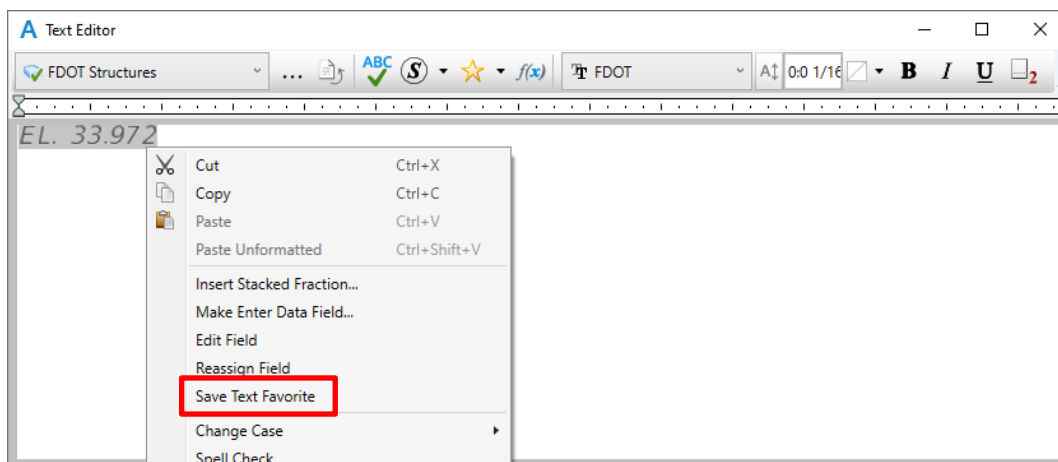 A Text Editor
FDOT Structures ... ABC S f(x) FDOT A 0:0 1/16 B I U 2
EL. 33.972
Cut Ctrl+X
Copy Ctrl+C
Paste Ctrl+V
Paste Unformatted Ctrl+Shift+V
Insert Stacked Fraction...
Make Enter Data Field...
Edit Field
Reassign Field
Save Text Favorite
Change Case
Spell Check